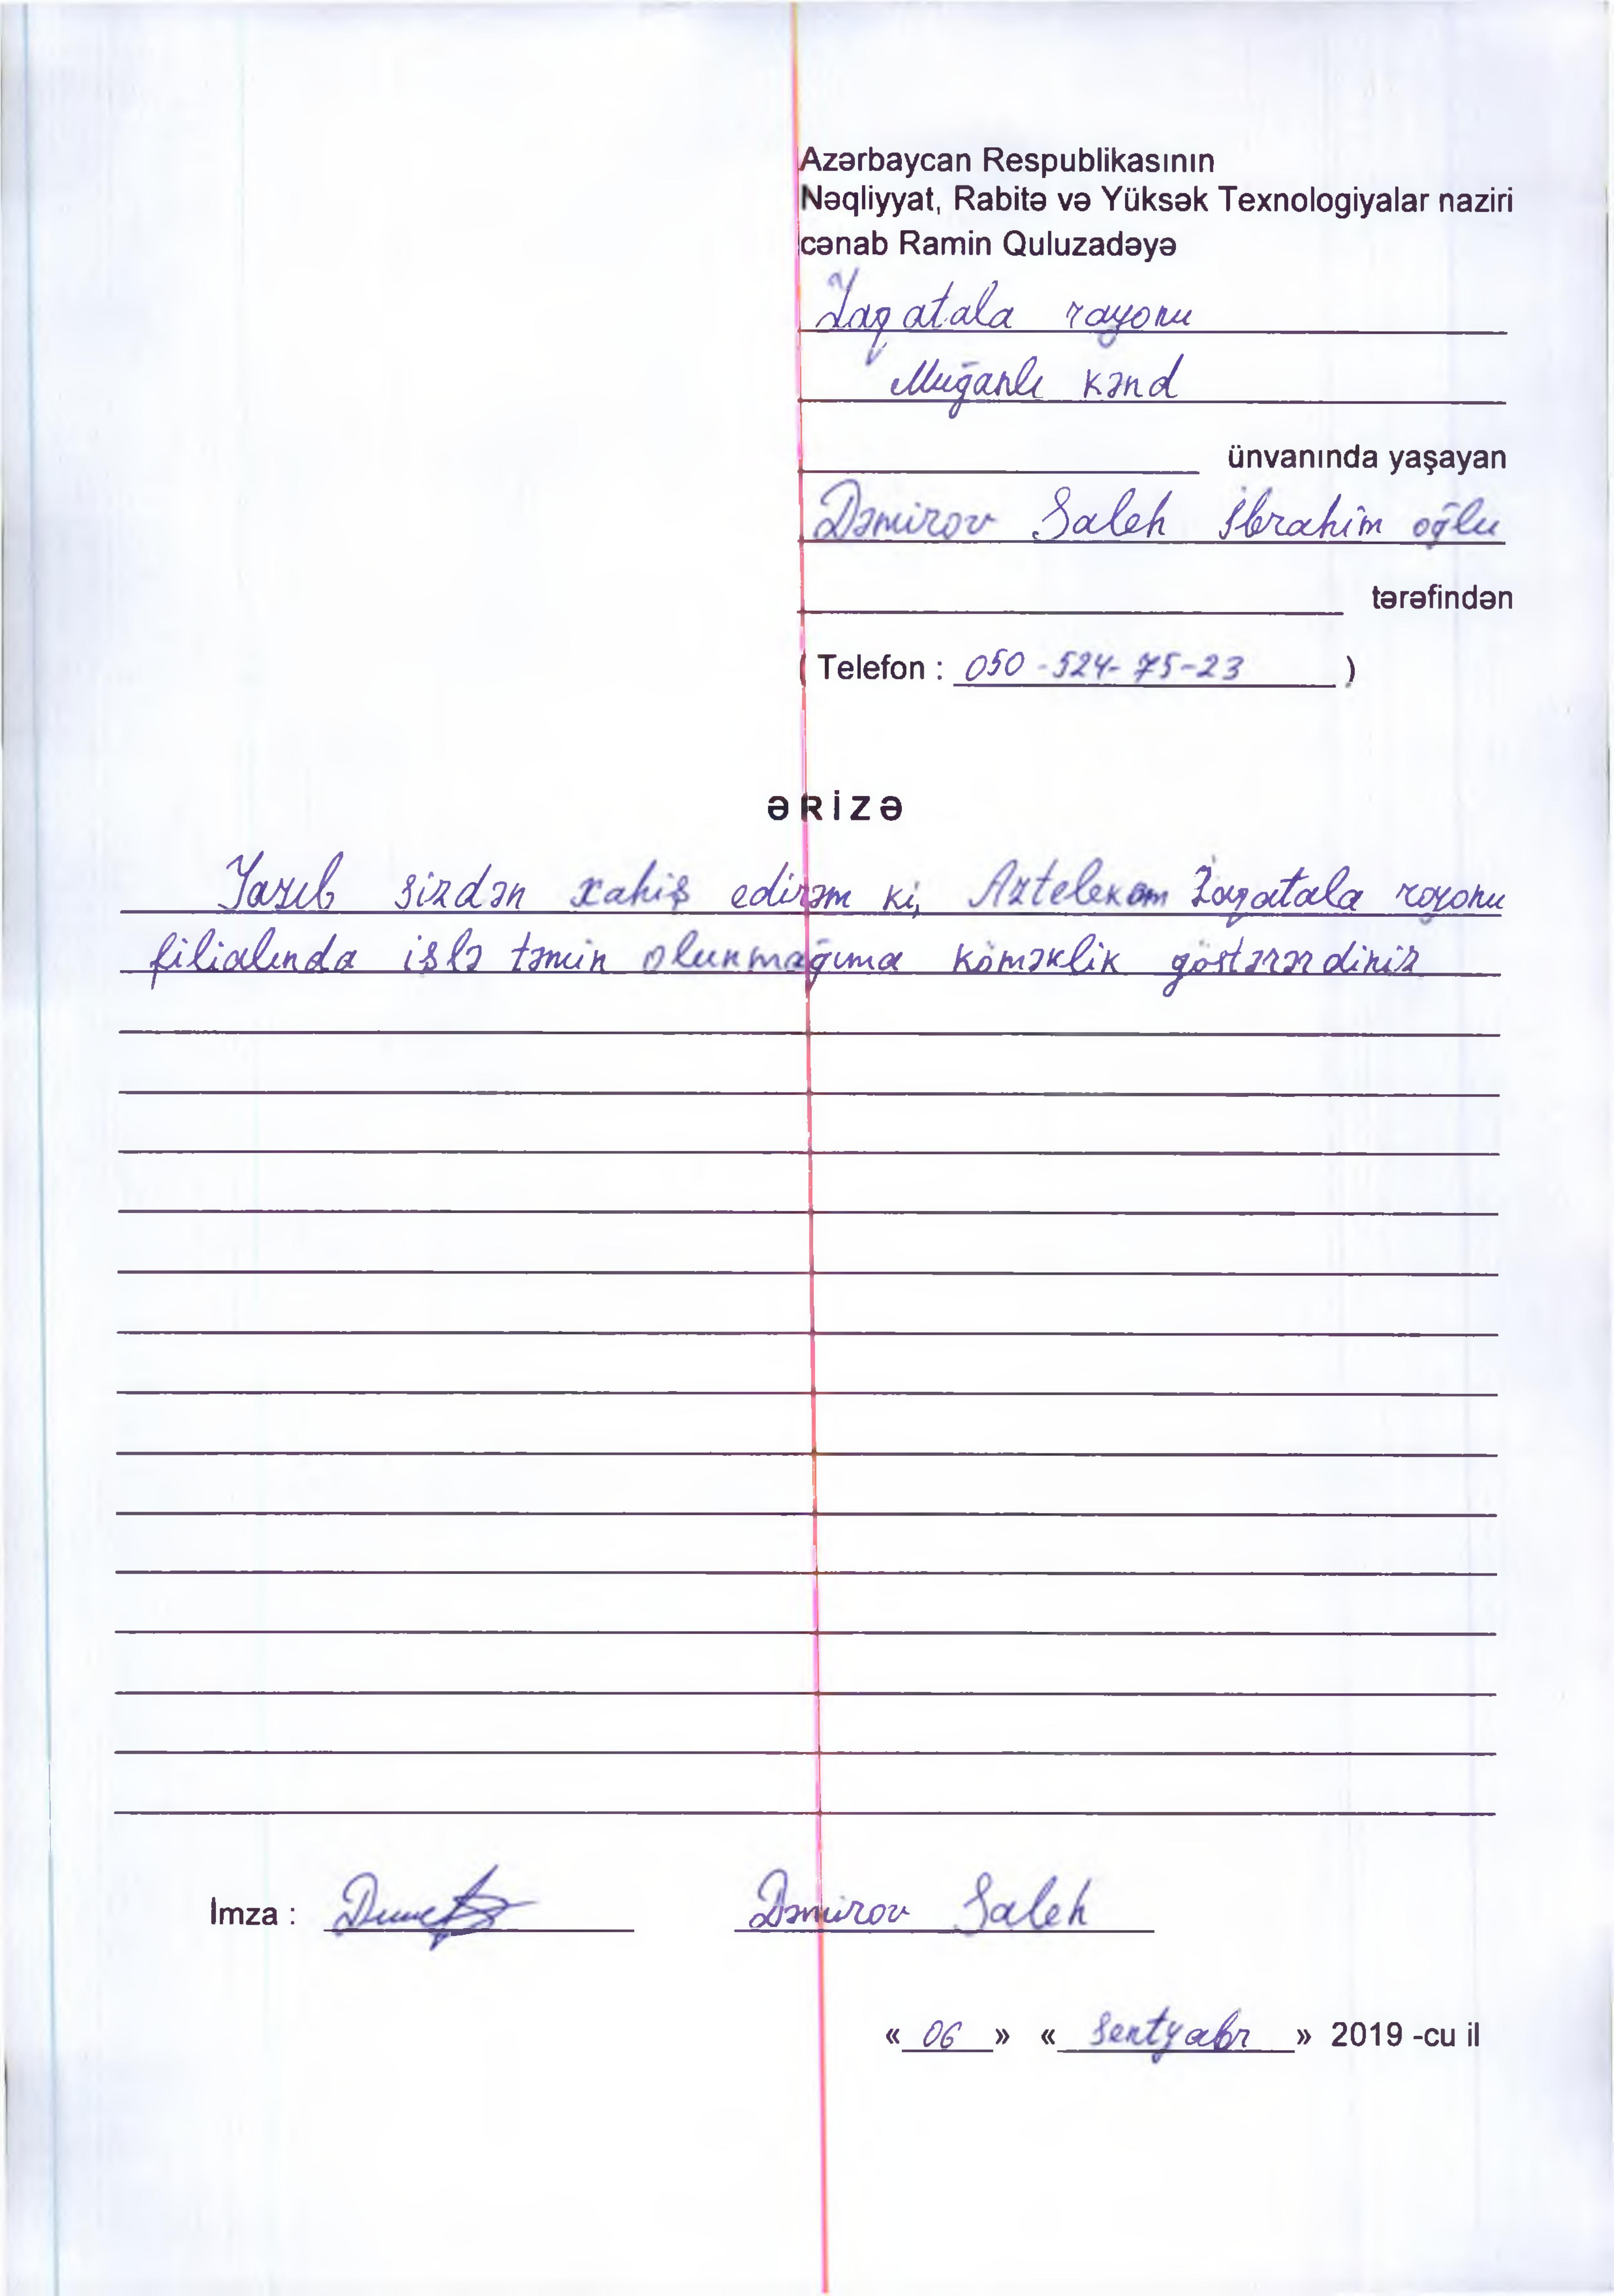 Azərbaycan Respublikasının
Nəqliyyat, Rabitə və Yüksək Texnologiyalar naziri
cənab Ramin Quluzadəyə
Zaqatala rayonu
Muğanlı kənd
ünvanında yaşayan
Dəmirov Saleh İbrahim oğlu
tərəfindən
( Telefon : 050-524-75-23 )
ƏRİZƏ
Yazıb sizdən xahiş edirəm ki, Aztelekom Zaqatala rayonu
filialında işlə təmin olunmağıma köməklik göstərərdiniz
İmza : Dəmirov Saleh
« 06 » « Sentyabr » 2019 -cu il